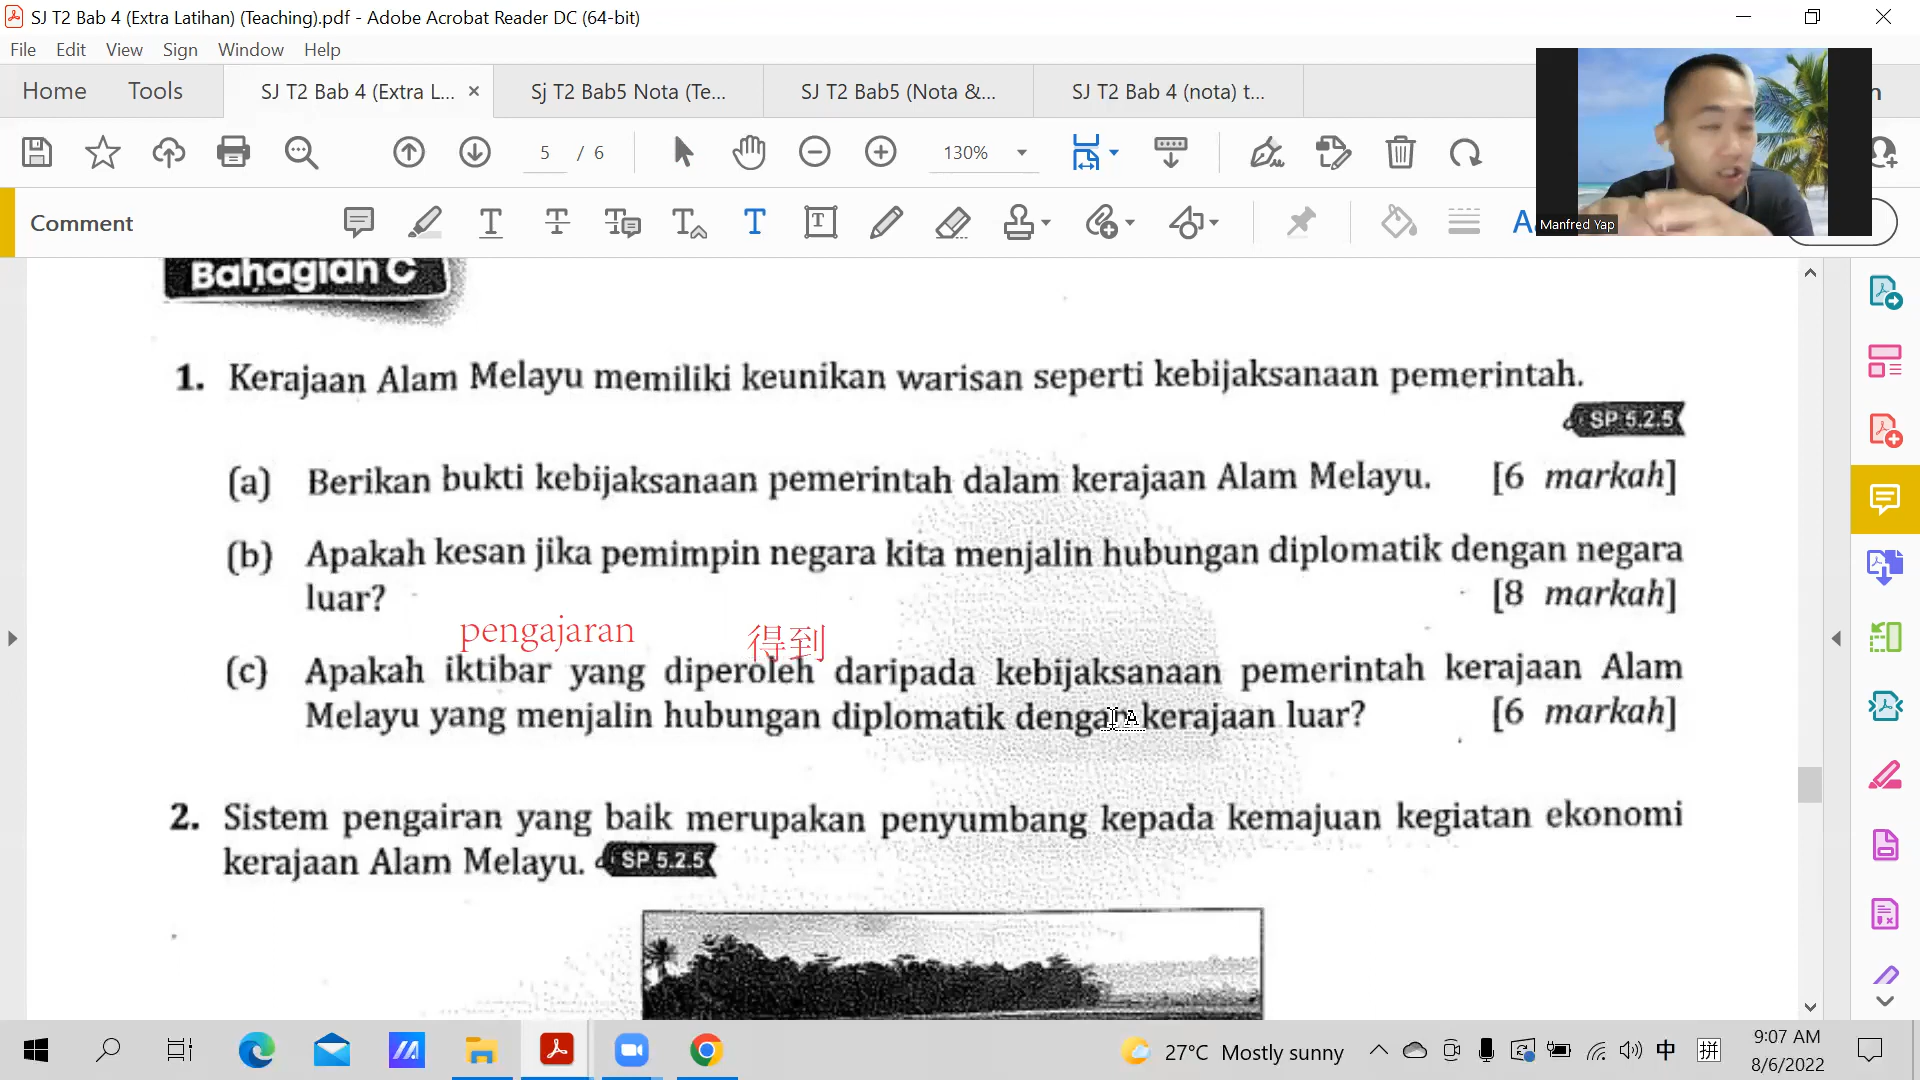 SJ T2 Bab 4 (Extra Latihan) (Teaching).pdf - Adobe Acrobat Reader DC (64-bit)
File Edit View Sign Window Help
Home Tools SJ T2 Bab 4 (Extra L... × Sj T2 Bab5 Nota (Te... SJ T2 Bab5 (Nota &... SJ T2 Bab 4 (nota) t...
5 / 6 130%
Comment
Manfred Yap
Bahagian C
1. Kerajaan Alam Melayu memiliki keunikan warisan seperti kebijaksanaan pemerintah.
SP 5.2.5
(a) Berikan bukti kebijaksanaan pemerintah dalam kerajaan Alam Melayu. [6 markah]
(b) Apakah kesan jika pemimpin negara kita menjalin hubungan diplomatik dengan negara
luar? [8 markah]
pengajaran 得到
(c) Apakah iktibar yang diperoleh daripada kebijaksanaan pemerintah kerajaan Alam
Melayu yang menjalin hubungan diplomatik dengan kerajaan luar? [6 markah]
2. Sistem pengairan yang baik merupakan penyumbang kepada kemajuan kegiatan ekonomi
kerajaan Alam Melayu. SP 5.2.5
27°C Mostly sunny 中 拼 9:07 AM
8/6/2022